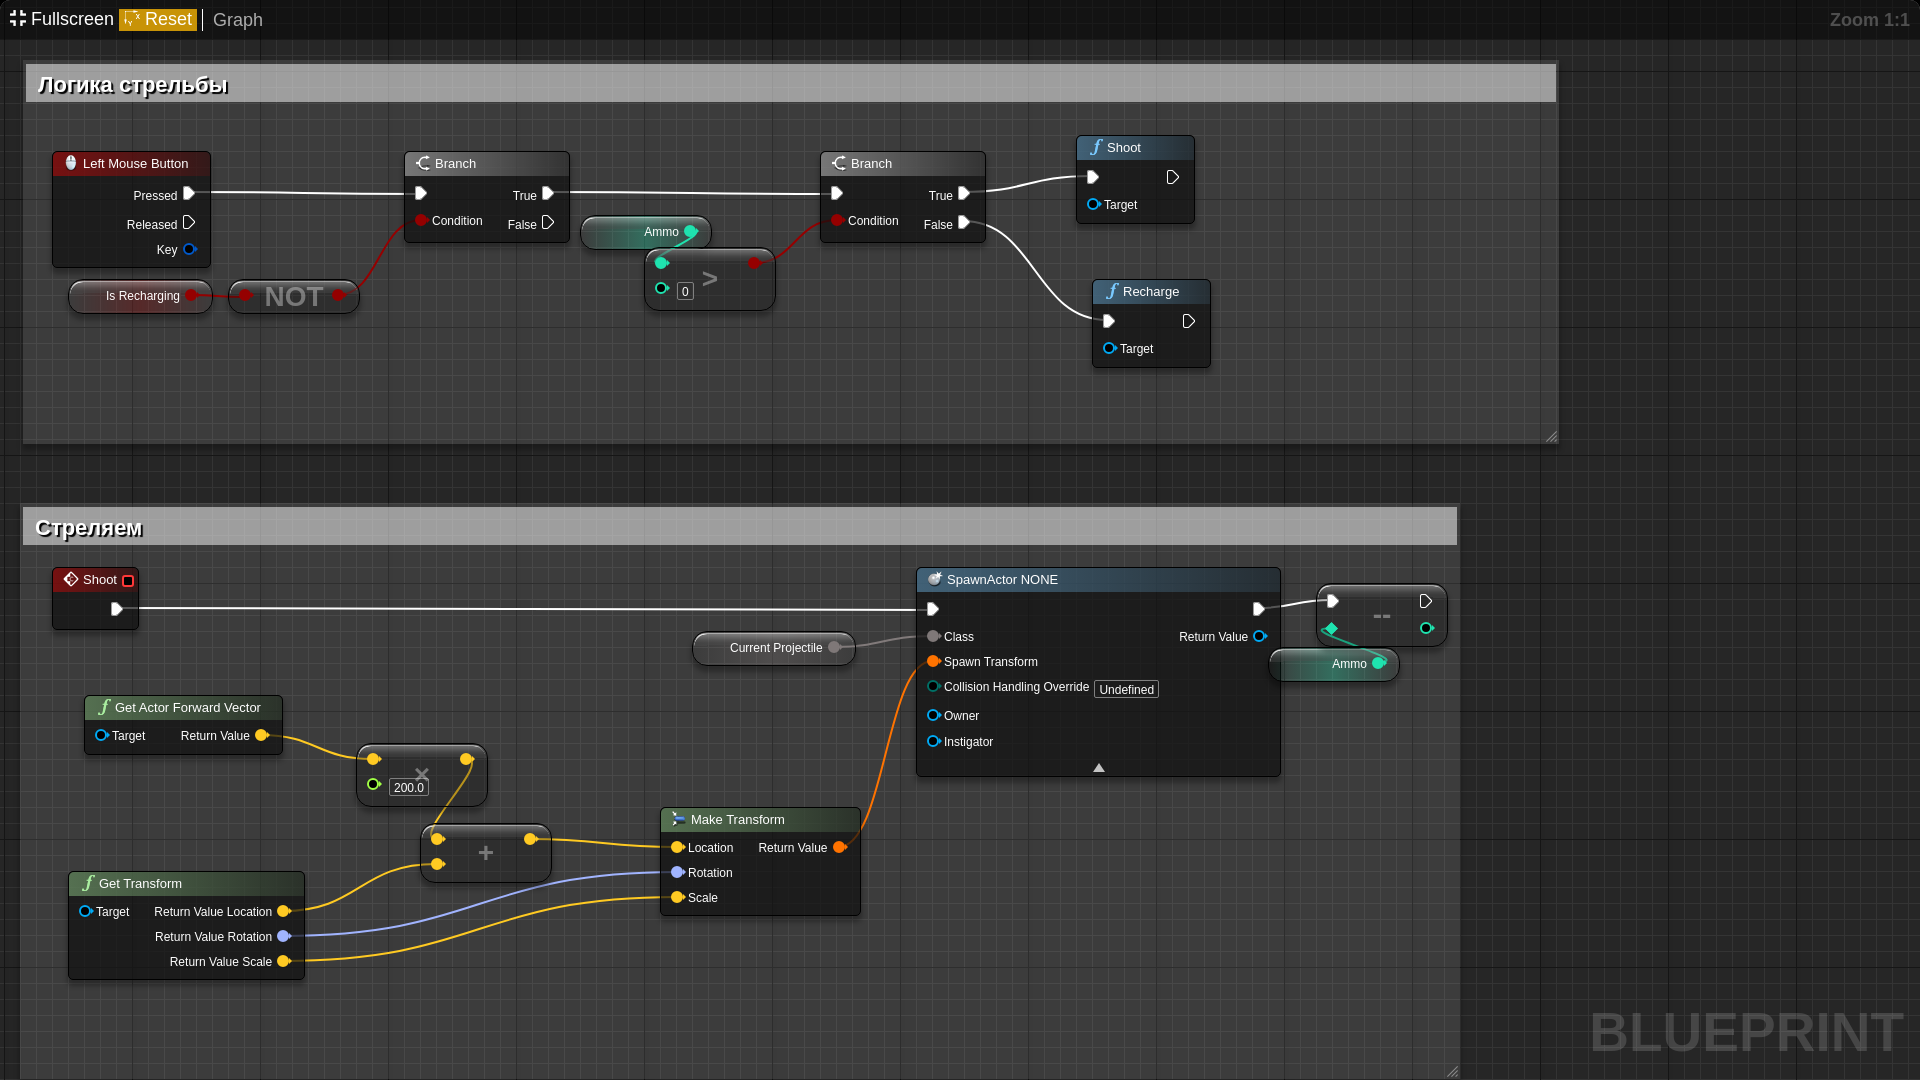 Fullscreen Reset Graph
Zoom 1:1
Логика стрельбы
Left Mouse Button
Pressed
Released
Key
Is Recharging
NOT
Branch
True
Condition
False
Ammo
>
0
Branch
True
Condition
False
Shoot
Target
Recharge
Target
Стреляем
Shoot
Current Projectile
SpawnActor NONE
Class
Return Value
Spawn Transform
Collision Handling Override Undefined
Owner
Instigator
--
Ammo
Get Actor Forward Vector
Target
Return Value
×
200.0
+
Get Transform
Target
Return Value Location
Return Value Rotation
Return Value Scale
Make Transform
Location
Return Value
Rotation
Scale
BLUEPRINT